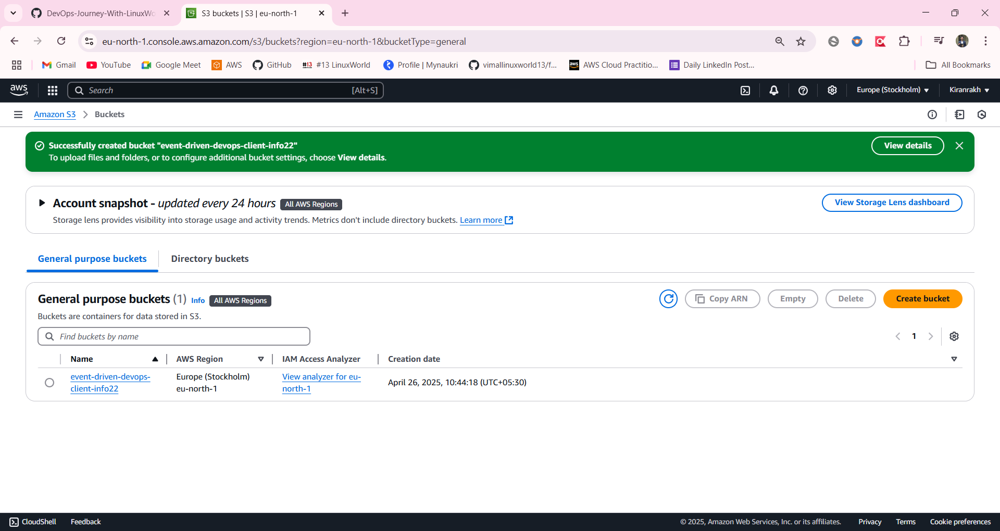 DevOps-Journey-With-LinuxWo
S3 buckets | S3 | eu-north-1
eu-north-1.console.aws.amazon.com/s3/buckets?region=eu-north-1&bucketType=general
Gmail YouTube Google Meet AWS GitHub #13 #13 LinuxWorld Profile | Mynaukri vimallinuxworld13/f... aws AWS Cloud Practitio... Daily LinkedIn Post... All Bookmarks
aws Search [Alt+S] Europe (Stockholm) Kiranrakh
Amazon S3 Buckets
Successfully created bucket "event-driven-devops-client-info22"
To upload files and folders, or to configure additional bucket settings, choose View details.
View details
Account snapshot - updated every 24 hours All AWS Regions
View Storage Lens dashboard
Storage lens provides visibility into storage usage and activity trends. Metrics don't include directory buckets. Learn more
General purpose buckets Directory buckets
General purpose buckets (1) Info All AWS Regions
Copy ARN Empty Delete Create bucket
Buckets are containers for data stored in S3.
Find buckets by name
1
Name AWS Region IAM Access Analyzer Creation date
event-driven-devops-client-info22 Europe (Stockholm) eu-north-1 View analyzer for eu-north-1 April 26, 2025, 10:44:18 (UTC+05:30)
CloudShell Feedback © 2025, Amazon Web Services, Inc. or its affiliates. Privacy Terms Cookie preferences